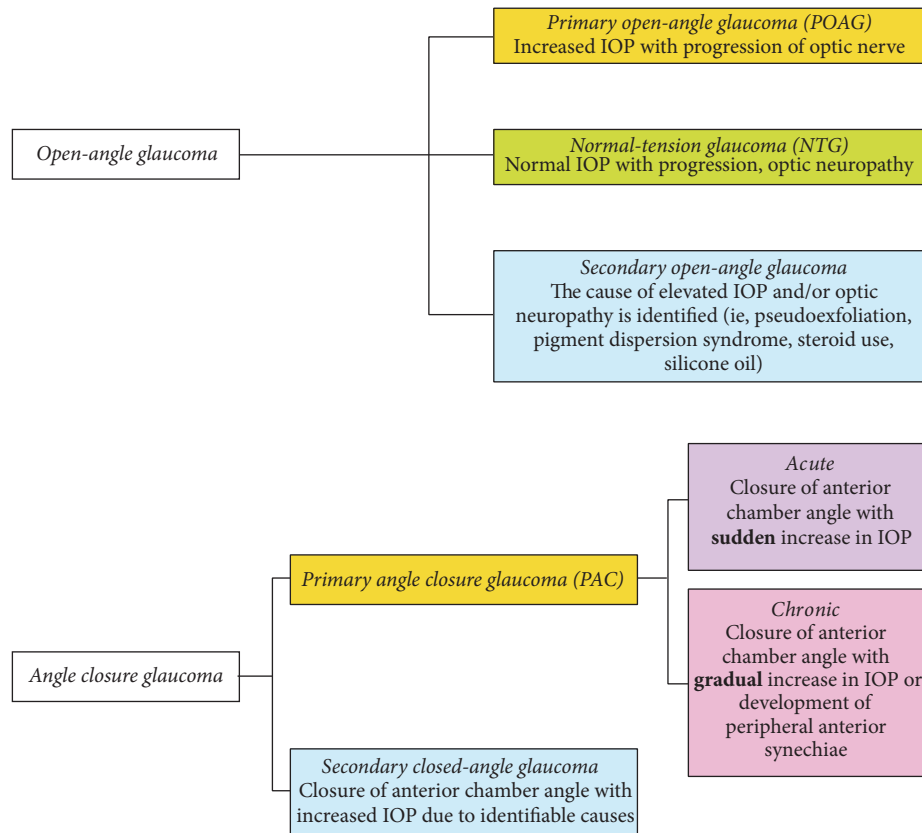 Primary open-angle glaucoma (POAG)
Increased IOP with progression of optic nerve
Open-angle glaucoma
Normal-tension glaucoma (NTG)
Normal IOP with progression, optic neuropathy
Secondary open-angle glaucoma
The cause of elevated IOP and/or optic
neuropathy is identified (ie, pseudoexfoliation,
pigment dispersion syndrome, steroid use,
silicone oil)
Acute
Closure of anterior
chamber angle with
sudden increase in IOP
Primary angle closure glaucoma (PAC)
Chronic
Closure of anterior
chamber angle with
gradual increase in IOP or
development of
peripheral anterior
synechiae
Angle closure glaucoma
Secondary closed-angle glaucoma
Closure of anterior chamber angle with
increased IOP due to identifiable causes